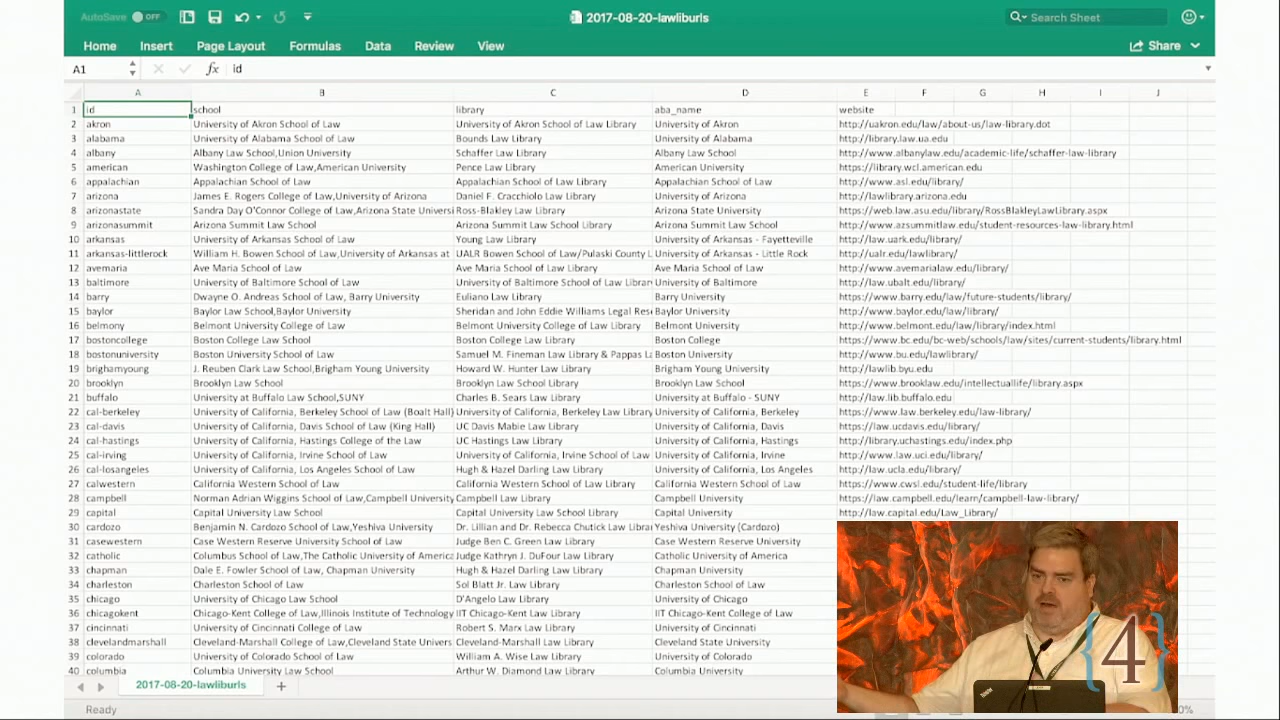 AutoSave OFF 2017-08-20-lawliburls Search Sheet
Home Insert Page Layout Formulas Data Review View Share
A1 fx id
A B C D E F G H I J
1 id school library aba_name website
2 akron University of Akron School of Law University of Akron School of Law Library University of Akron http://uakron.edu/law/about-us/law-library.dot
3 alabama University of Alabama School of Law Bounds Law Library University of Alabama http://library.law.ua.edu
4 albany Albany Law School,Union University Schaffer Law Library Albany Law School http://www.albanylaw.edu/academic-life/schaffer-law-library
5 american Washington College of Law,American University Pence Law Library American University https://library.wcl.american.edu
6 appalachian Appalachian School of Law Appalachian School of Law Library Appalachian School of Law http://www.asl.edu/library/
7 arizona James E. Rogers College of Law,University of Arizona Daniel F. Cracchiolo Law Library University of Arizona http://lawlibrary.arizona.edu
8 arizonastate Sandra Day O'Connor College of Law,Arizona State Universi Ross-Blakley Law Library Arizona State University https://web.law.asu.edu/library/RossBlakleyLawLibrary.aspx
9 arizonasummit Arizona Summit Law School Arizona Summit Law School Library Arizona Summit Law School https://www.azsummitlaw.edu/student-resources-law-library.html
10 arkansas University of Arkansas School of Law Young Law Library University of Arkansas - Fayetteville http://law.uark.edu/library/
11 arkansas-littlerock William H. Bowen School of Law,University of Arkansas at UALR Bowen School of Law/Pulaski County L University of Arkansas - Little Rock http://ualr.edu/lawlibrary/
12 avemaria Ave Maria School of Law Ave Maria School of Law Library Ave Maria School of Law http://www.avemarialaw.edu/library/
13 baltimore University of Baltimore School of Law University of Baltimore School of Law Librar University of Baltimore http://law.ubalt.edu/library/
14 barry Dwayne O. Andreas School of Law, Barry University Euliano Law Library Barry University https://www.barry.edu/law/future-students/library/
15 baylor Baylor Law School,Baylor University Sheridan and John Eddie Williams Legal Res Baylor University http://www.baylor.edu/law/library/
16 belmony Belmont University College of Law Belmont University College of Law Library Belmont University http://www.belmont.edu/law/library/index.html
17 bostoncollege Boston College Law School Boston College Law Library Boston College https://www.bc.edu/bc-web/schools/law/sites/current-students/library.html
18 bostonuniversity Boston University School of Law Samuel M. Fineman Law Library & Pappas La Boston University http://www.bu.edu/lawlibrary/
19 brighamyoung J. Reuben Clark Law School,Brigham Young University Howard W. Hunter Law Library Brigham Young University http://lawlib.byu.edu
20 brooklyn Brooklyn Law School Brooklyn Law School Library Brooklyn Law School https://www.brooklaw.edu/intellectuallife/library.aspx
21 buffalo University at Buffalo Law School,SUNY Charles B. Sears Law Library University at Buffalo - SUNY http://law.lib.buffalo.edu
22 cal-berkeley University of California, Berkeley School of Law (Boalt Hall) University of California, Berkeley Law Library University of California, Berkeley https://www.law.berkeley.edu/law-library/
23 cal-davis University of California, Davis School of Law (King Hall) UC Davis Mabie Law Library University of California, Davis https://law.ucdavis.edu/library/
24 cal-hastings University of California, Hastings College of the Law UC Hastings Law Library University of California, Hastings http://library.uchastings.edu/index.php
25 cal-irving University of California, Irvine School of Law University of California, Irvine School of Law University of California, Irvine http://www.law.uci.edu/library/
26 cal-losangeles University of California, Los Angeles School of Law Hugh & Hazel Darling Law Library University of California, Los Angeles http://law.ucla.edu/library/
27 calwestern California Western School of Law California Western School of Law Library California Western School of Law https://www.cwsl.edu/student-life/library
28 campbell Norman Adrian Wiggins School of Law,Campbell University Campbell Law Library Campbell University https://law.campbell.edu/learn/campbell-law-library/
29 capital Capital University Law School Capital University Law School Library Capital University http://law.capital.edu/Law_Library/
30 cardozo Benjamin N. Cardozo School of Law,Yeshiva University Dr. Lillian and Dr. Rebecca Chutick Law Librar Yeshiva University (Cardozo)
31 casewestern Case Western Reserve University School of Law Judge Ben C. Green Law Library Case Western Reserve University
32 catholic Columbus School of Law,The Catholic University of America Judge Kathryn J. DuFour Law Library Catholic University of America
33 chapman Dale E. Fowler School of Law, Chapman University Hugh & Hazel Darling Law Library Chapman University
34 charleston Charleston School of Law Sol Blatt Jr. Law Library Charleston School of Law
35 chicago University of Chicago Law School D'Angelo Law Library University of Chicago
36 chicagokent Chicago-Kent College of Law,Illinois Institute of Technology IIT Chicago-Kent Law Library IIT Chicago-Kent College of Law
37 cincinnati University of Cincinnati College of Law Robert S. Marx Law Library University of Cincinnati
38 clevelandmarshall Cleveland-Marshall College of Law,Cleveland State Univers Cleveland-Marshall Law Library Cleveland State University
39 colorado University of Colorado School of Law William A. Wise Law Library University of Colorado
40 columbia Columbia University Law School Arthur W. Diamond Law Library Columbia University
2017-08-20-lawliburls
Ready 0%
{4}